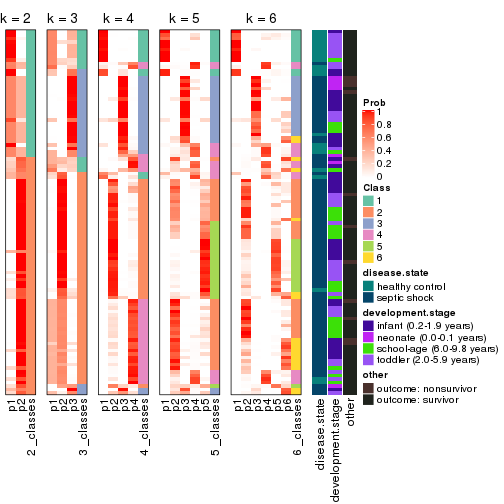 k = 2 k = 3 k = 4 k = 5 k = 6
Prob
1
0.8
0.6
0.4
0.2
0
Class
1
2
3
4
5
6
disease.state
healthy control
septic shock
development.stage
infant (0.2-1.9 years)
neonate (0.0-0.1 years)
school-age (6.0-9.8 years)
toddler (2.0-5.9 years)
other
outcome: nonsurvivor
outcome: survivor
p1
p2
2_classes
p1
p2
p3
3_classes
p1
p2
p3
p4
4_classes
p1
p2
p3
p4
p5
5_classes
p1
p2
p3
p4
p5
p6
6_classes
disease.state
development.stage
other